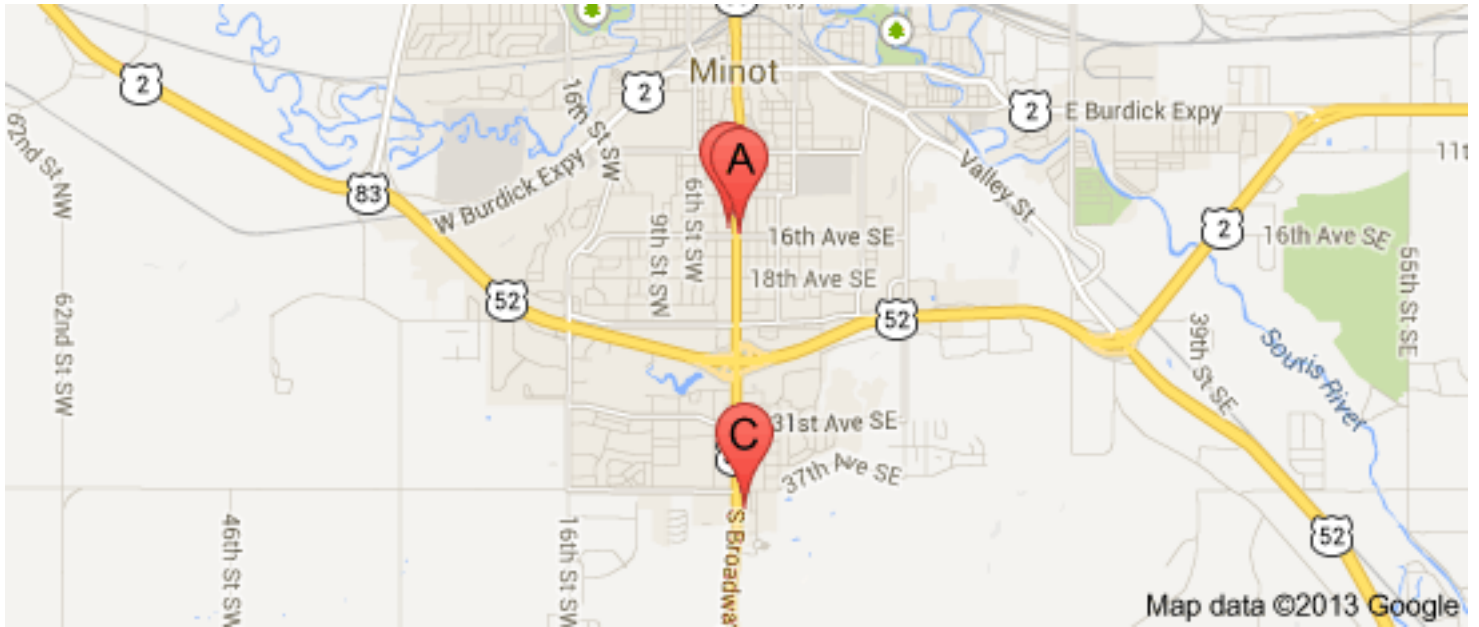 Minot
2
2
2
E Burdick Expy
11t
16th St SW
62nd St NW
83
W Burdick Expy
A
6th St SW
9th St SW
Valley St
16th Ave SE
2
16th Ave SE
18th Ave SE
55th St SE
52
52
62nd St SW
39th St SE
Souris River
C
31st Ave SE
37th Ave SE
46th St SW
16th St SW
S Broadwa
52
Map data ©2013 Google